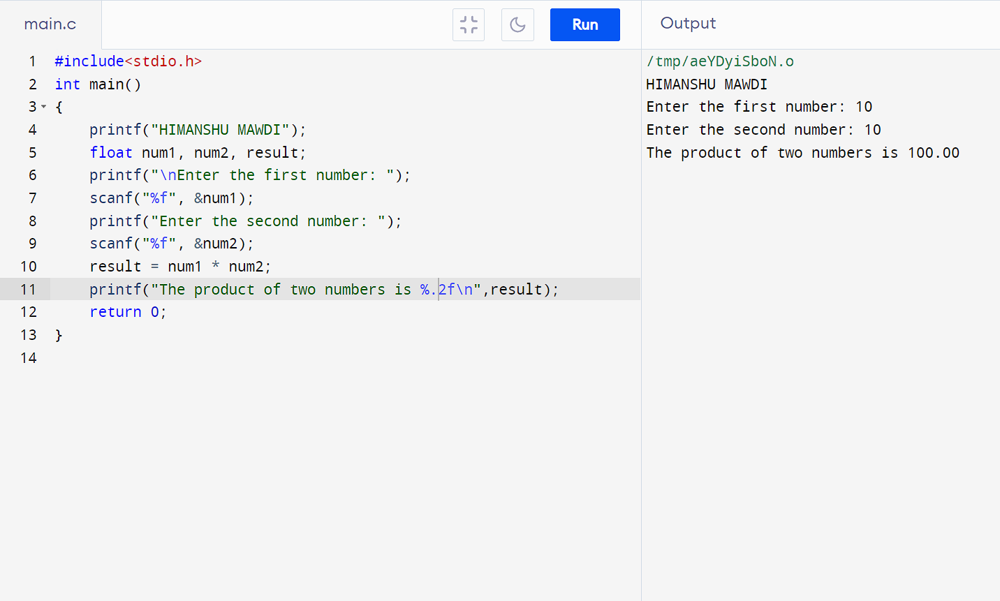 main.c
Run
Output
1 #include<stdio.h>
2 int main()
3 {
4     printf("HIMANSHU MAWDI");
5     float num1, num2, result;
6     printf("\nEnter the first number: ");
7     scanf("%f", &num1);
8     printf("Enter the second number: ");
9     scanf("%f", &num2);
10     result = num1 * num2;
11     printf("The product of two numbers is %.2f\n",result);
12     return 0;
13 }
14
/tmp/aeYDyiSboN.o
HIMANSHU MAWDI
Enter the first number: 10
Enter the second number: 10
The product of two numbers is 100.00